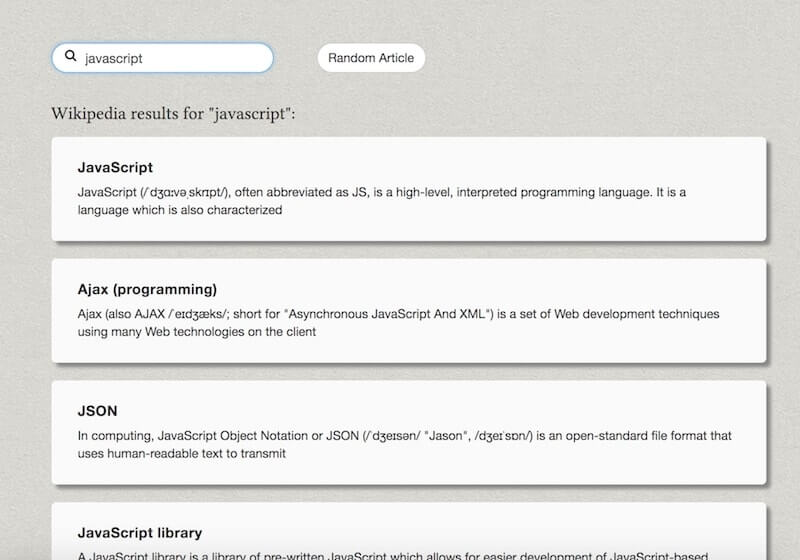 javascript
Random Article
Wikipedia results for "javascript":
JavaScript
JavaScript (/ˈdʒɑːvəˌskrɪpt/), often abbreviated as JS, is a high-level, interpreted programming language. It is a
language which is also characterized
Ajax (programming)
Ajax (also AJAX /ˈeɪdʒæks/; short for "Asynchronous JavaScript And XML") is a set of Web development techniques
using many Web technologies on the client
JSON
In computing, JavaScript Object Notation or JSON (/ˈdʒeɪsən/ "Jason", /dʒeɪˈsɒn/) is an open-standard file format that
uses human-readable text to transmit
JavaScript library
A JavaScript library is a library of pre-written JavaScript which allows for easier development of JavaScript-based